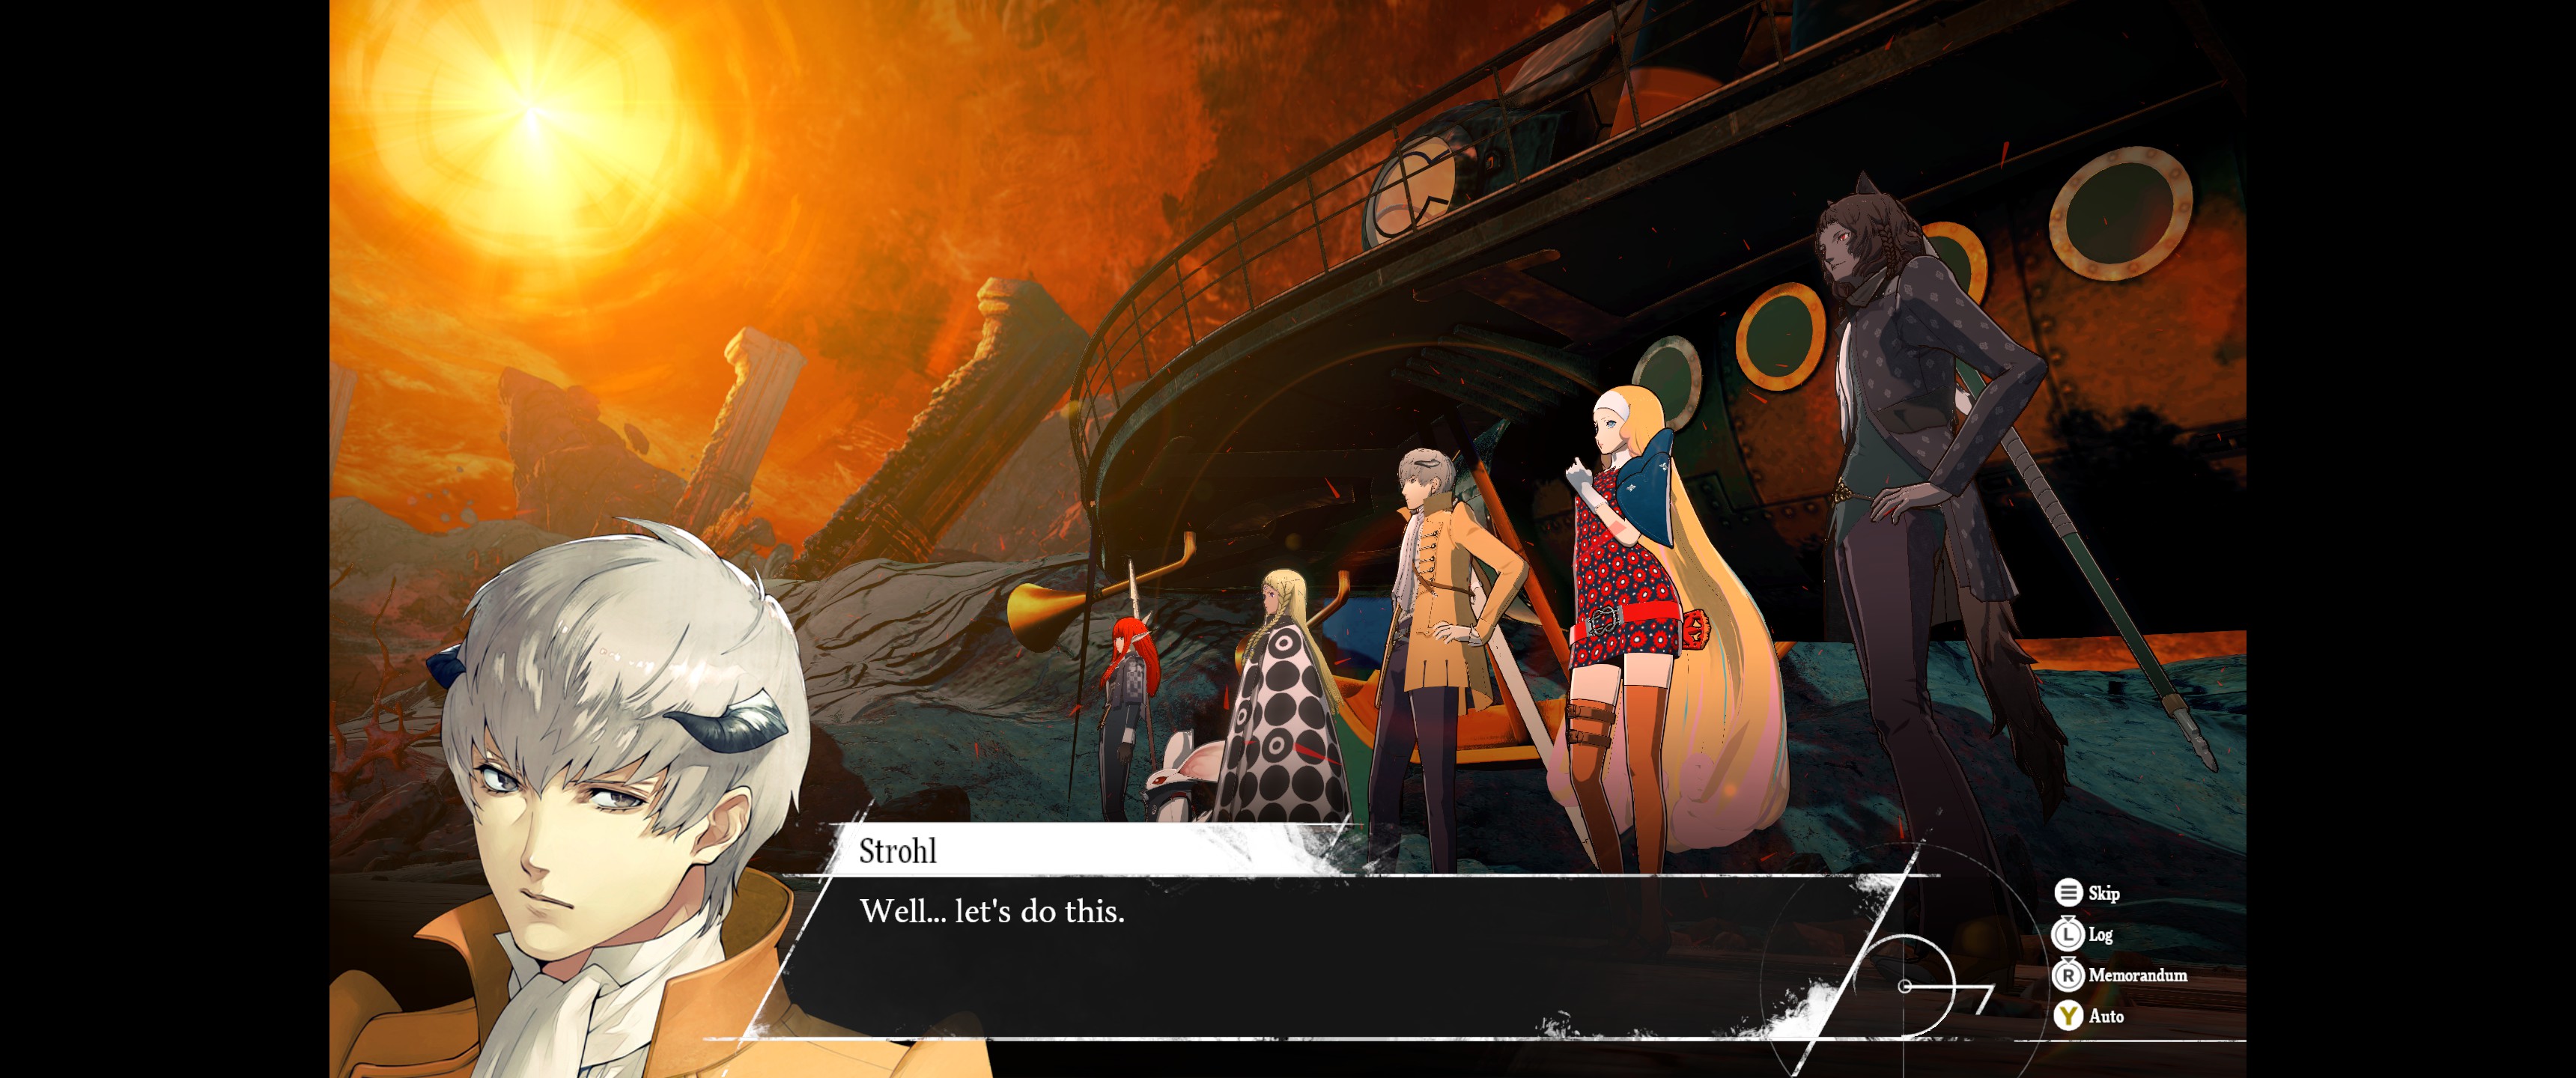 Strohl
Well... let's do this.
Skip
L Log
R Memorandum
Y Auto